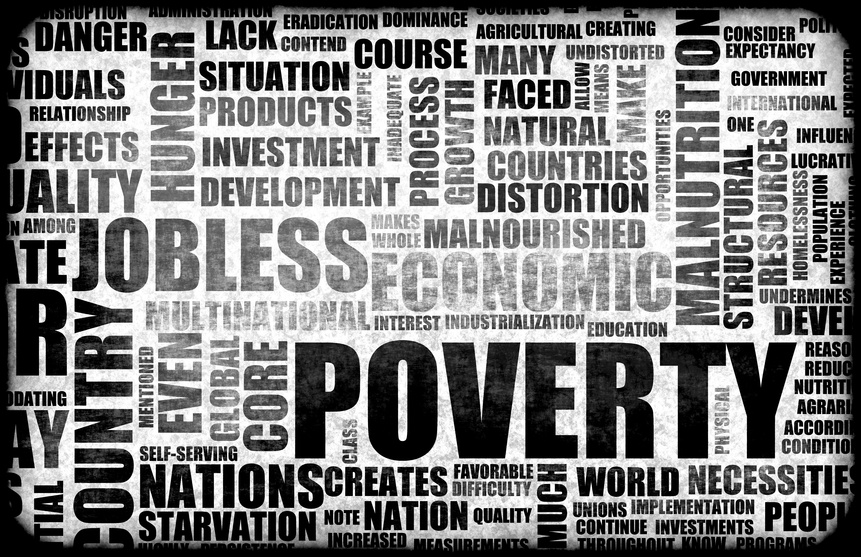 DISRUPTION
ADMINISTRATION
ERADICATION DOMINANCE
SOCIETIES
DANGER
LACK
CONTEND
COURSE
AGRICULTURAL CREATING
MANY UNDISTORTED
CONSIDER
EXPECTANCY
VIDUALS
HUNGER
SITUATION
EXAMPLE
INADEQUATE
PROCESS
GROWTH
FACED
ALLOW
MEANS
MAKE
MALNUTRITION
GOVERNMENT
INTERNATIONAL
EXPECTED
RELATIONSHIP
PRODUCTS
NATURAL
ONE
INFLUEN
EFFECTS
INVESTMENT
COUNTRIES
OPPORTUNITIES
STRUCTURAL
RESOURCES
LUCRATI
UALITY
DEVELOPMENT
DISTORTION
HOMELESSNESS
POPULATION
EXPERIENCE
AMONG
JOBLESS
MAKES
WHOLE
MALNOURISHED
ATE
ECONOMIC
UNDERMINES
R
COUNTRY
MULTINATIONAL
INTEREST INDUSTRIALIZATION
EDUCATION
DEVEL
MENTIONED
EVEN
GLOBAL
CORE
POVERTY
CLASS
PHYSICAL
REASO
REDUC
NUTRITI
AGRARI
ACCORDI
CONDITIO
ODATING
AY
SELF-SERVING
NATIONS
CREATES
FAVORABLE
DIFFICULTY
MUCH
WORLD NECESSITIES
TIAL
STARVATION
NOTE NATION QUALITY
UNIONS IMPLEMENTATION
PEOPL
CONTINUE INVESTMENTS
HIGHLY PERSISTENCE
INCREASED MEASUREMENTS
THROUGHOUT KNOW PROGRAMS